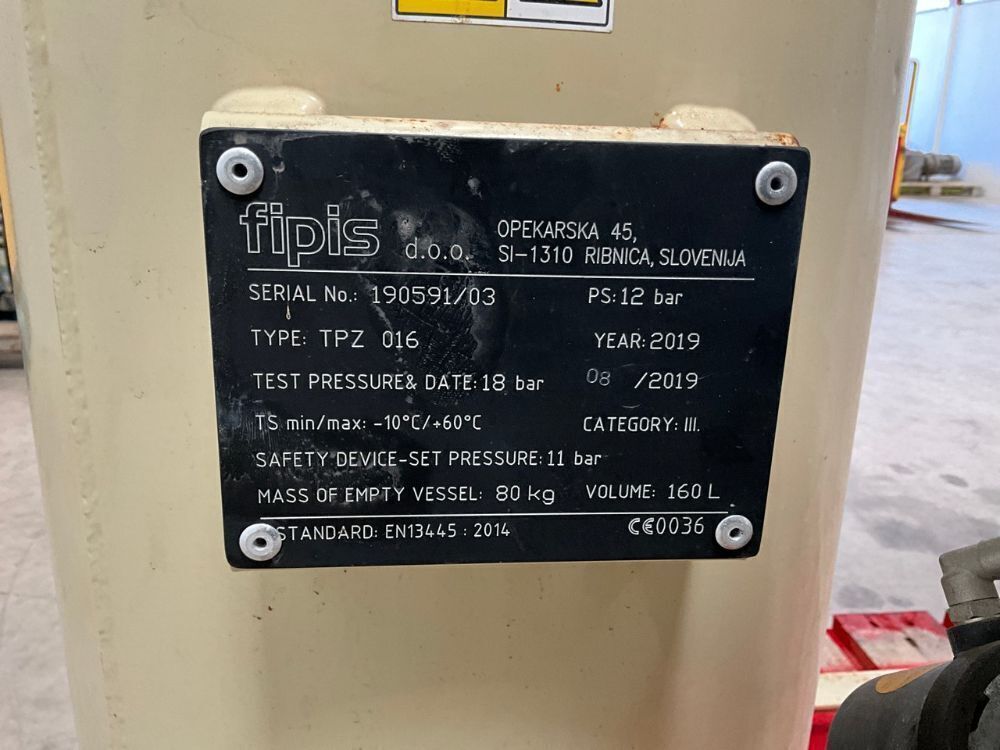 fipis d.o.o.
OPEKARSKA 45,
SI-1310 RIBNICA, SLOVENIJA
SERIAL No.: 190591/03 PS: 12 bar
TYPE: TPZ 016 YEAR: 2019
TEST PRESSURE& DATE: 18 bar 08 /2019
TS min/max: -10°C/+60°C CATEGORY: III.
SAFETY DEVICE-SET PRESSURE: 11 bar
MASS OF EMPTY VESSEL: 80 kg VOLUME: 160 L
STANDARD: EN13445 : 2014 CE0036